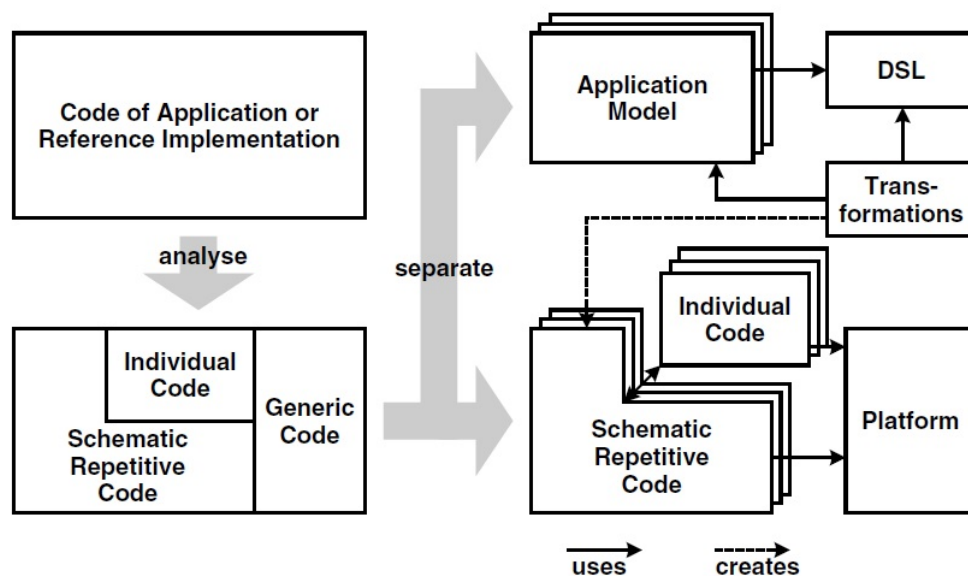 Code of Application or
Reference Implementation
analyse
Individual
Code
Schematic
Repetitive
Code
Generic
Code
separate
Application
Model
DSL
Trans-
formations
Individual
Code
Schematic
Repetitive
Code
Platform
uses
creates